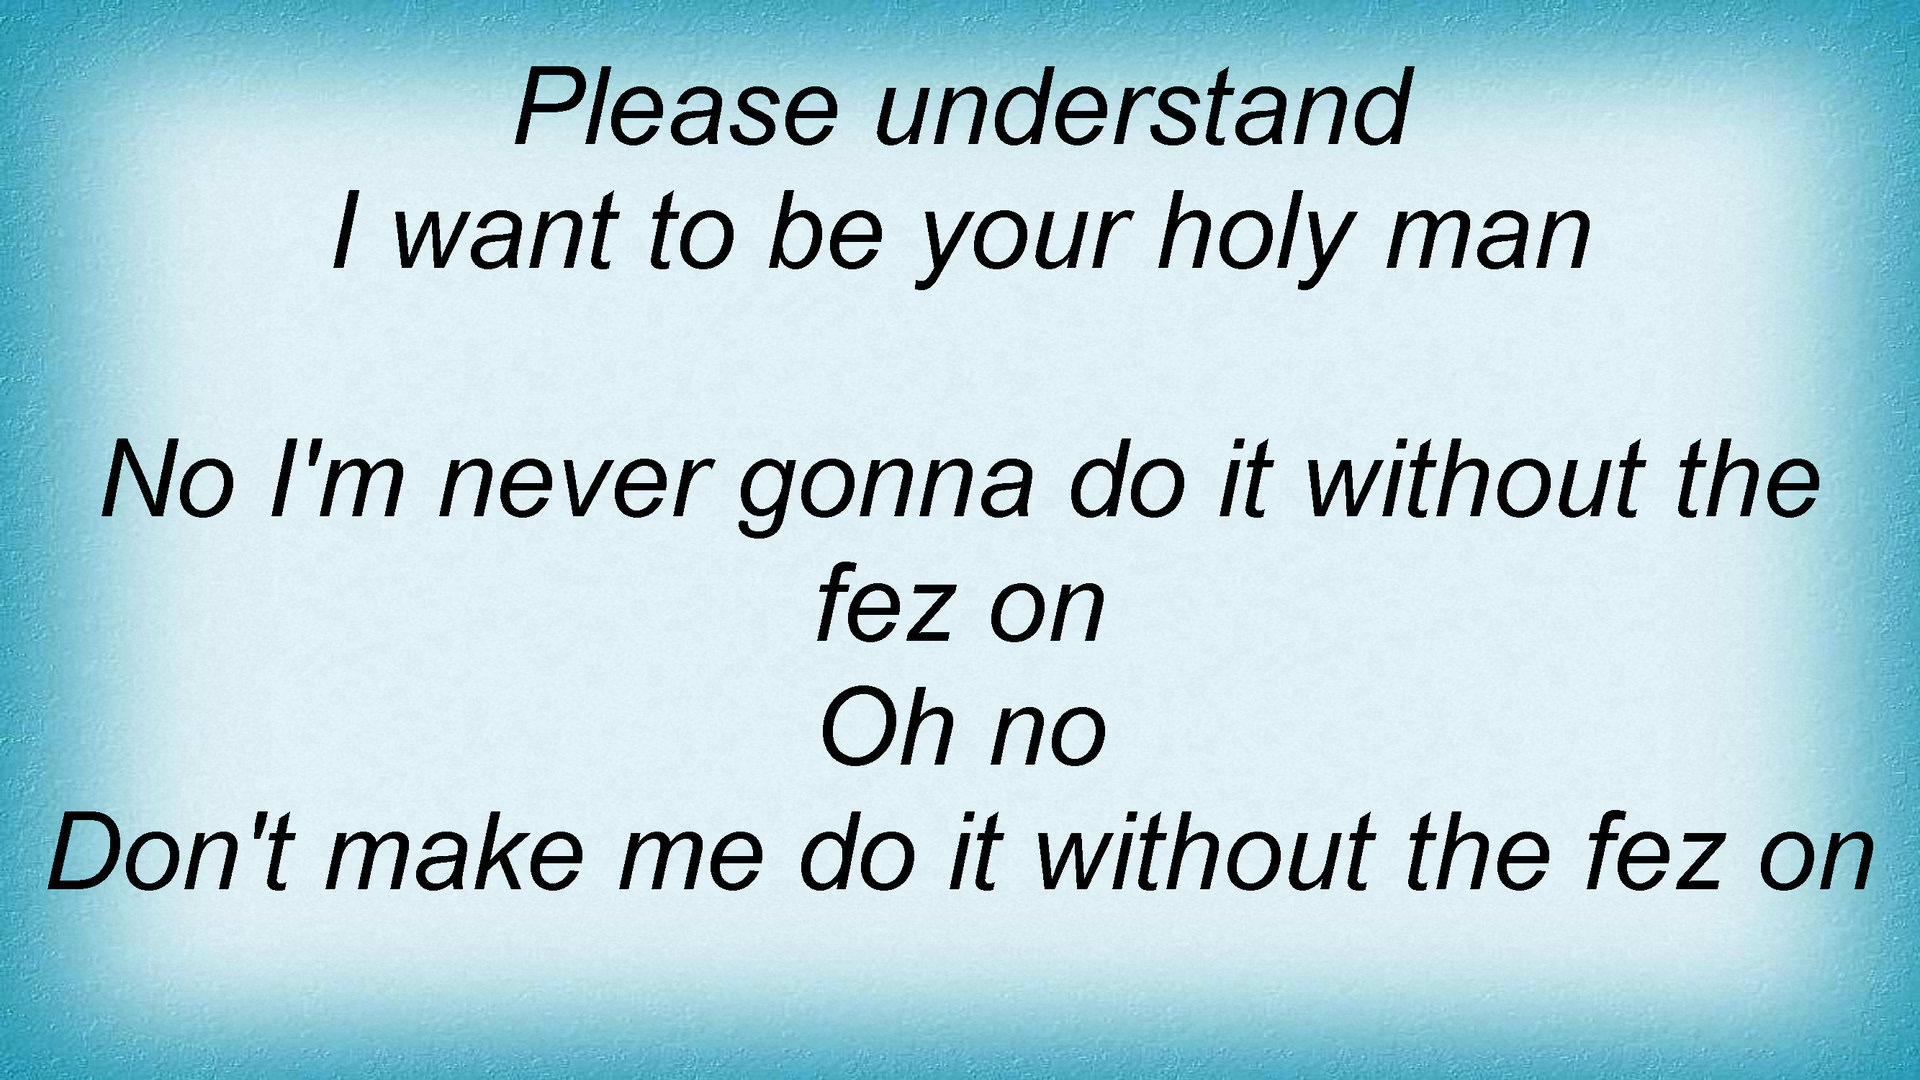 Please understand
I want to be your holy man
No I'm never gonna do it without the
fez on
Oh no
Don't make me do it without the fez on